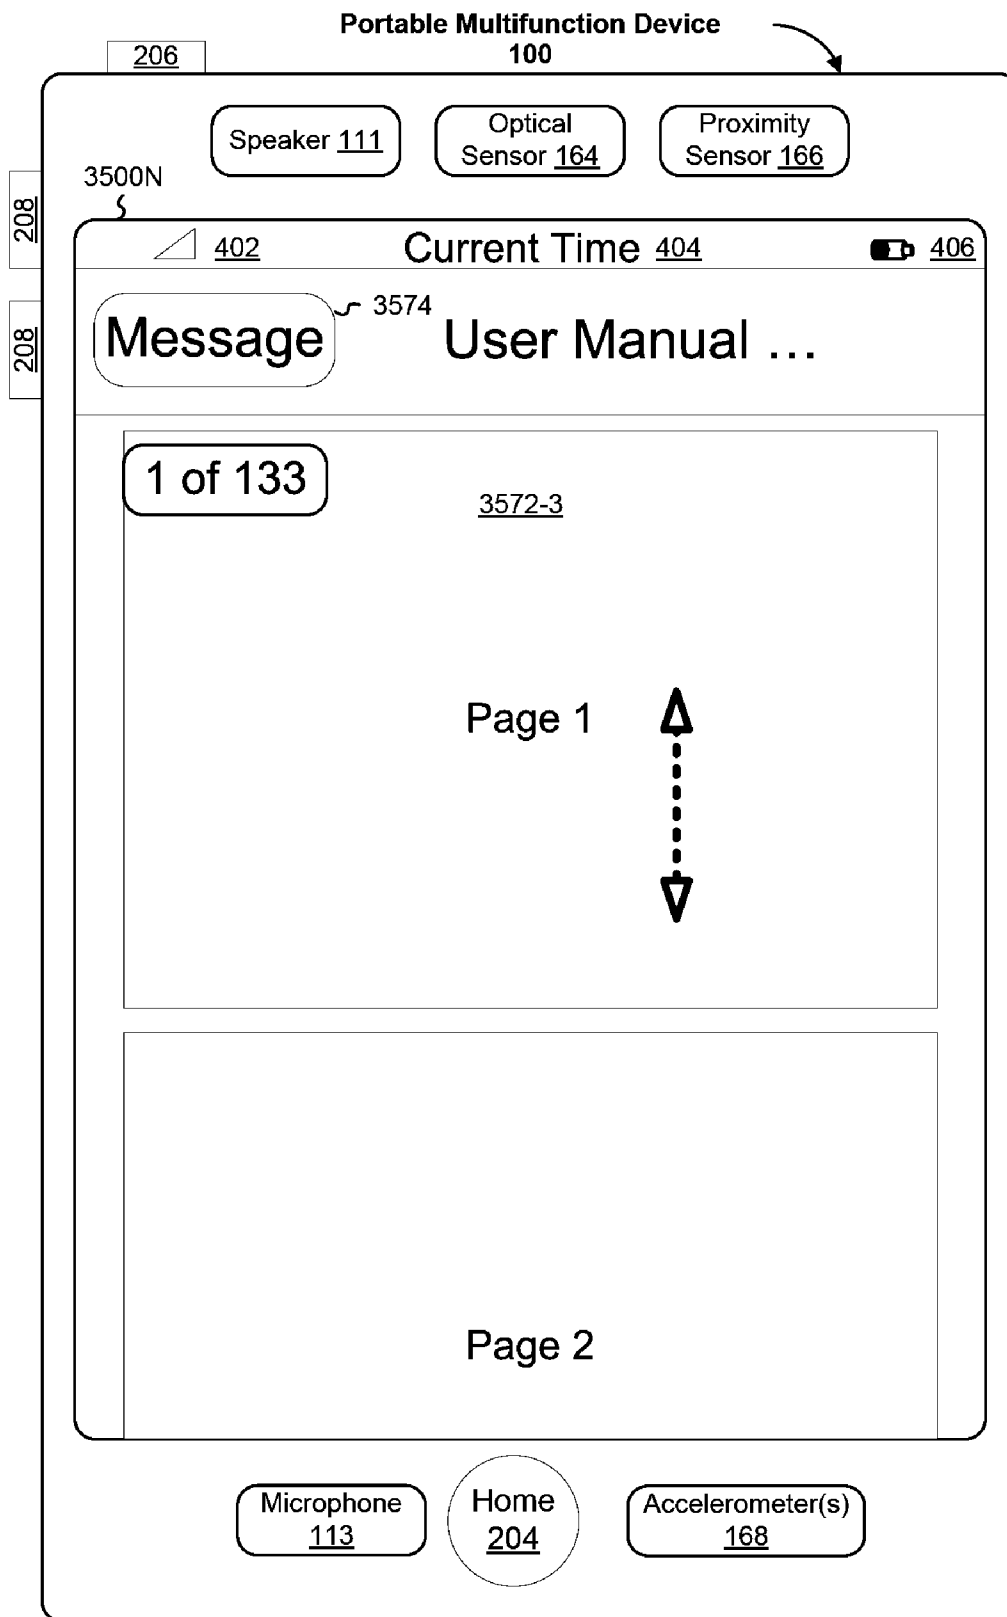 Portable Multifunction Device
100
206
Speaker 111
Optical
Sensor 164
Proximity
Sensor 166
3500N
208
402
Current Time 404
406
208
Message
3574
User Manual ...
1 of 133
3572-3
Page 1
Page 2
Microphone
113
Home
204
Accelerometer(s)
168